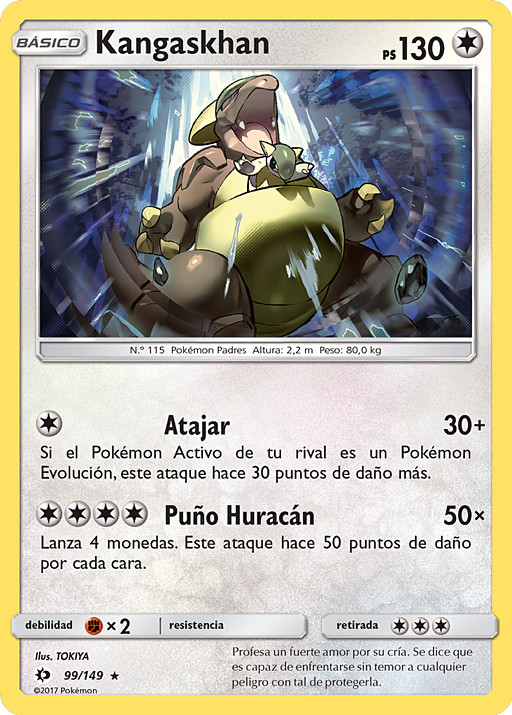 BÁSICO Kangaskhan PS 130
N.º 115 Pokémon Padres Altura: 2,2 m Peso: 80,0 kg
Atajar 30+
Si el Pokémon Activo de tu rival es un Pokémon
Evolución, este ataque hace 30 puntos de daño más.
Puño Huracán 50×
Lanza 4 monedas. Este ataque hace 50 puntos de daño
por cada cara.
debilidad × 2 resistencia retirada
Ilus. TOKIYA
99/149 ★
©2017 Pokémon
Profesa un fuerte amor por su cría. Se dice que
es capaz de enfrentarse sin temor a cualquier
peligro con tal de protegerla.